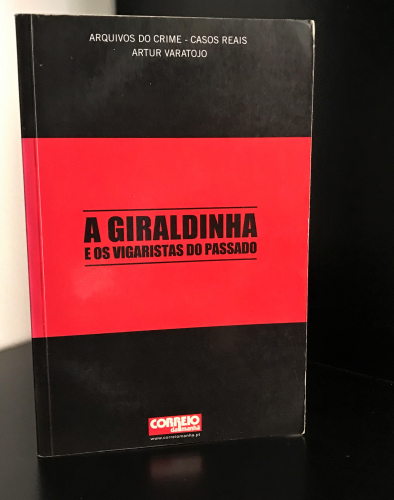 ARQUIVOS DO CRIME - CASOS REAIS
ARTUR VARATOJO
A GIRALDINHA
E OS VIGARISTAS DO PASSADO
CORREIO
da manhã
www.correiomanha.pt